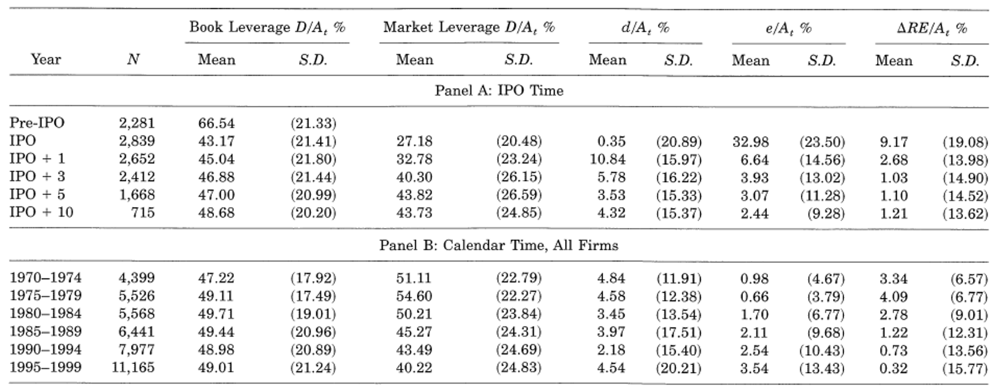 Book Leverage D/A_t % Market Leverage D/A_t % d/A_t % e/A_t % ΔRE/A_t %
Year N Mean S.D. Mean S.D. Mean S.D. Mean S.D. Mean S.D.
Panel A: IPO Time
Pre-IPO 2,281 66.54 (21.33)
IPO 2,839 43.17 (21.41) 27.18 (20.48) 0.35 (20.89) 32.98 (23.50) 9.17 (19.08)
IPO + 1 2,652 45.04 (21.80) 32.78 (23.24) 10.84 (15.97) 6.64 (14.56) 2.68 (13.98)
IPO + 3 2,412 46.88 (21.44) 40.30 (26.15) 5.78 (16.22) 3.93 (13.02) 1.03 (14.90)
IPO + 5 1,668 47.00 (20.99) 43.82 (26.59) 3.53 (15.33) 3.07 (11.28) 1.10 (14.52)
IPO + 10 715 48.68 (20.20) 43.73 (24.85) 4.32 (15.37) 2.44 (9.28) 1.21 (13.62)
Panel B: Calendar Time, All Firms
1970–1974 4,399 47.22 (17.92) 51.11 (22.79) 4.84 (11.91) 0.98 (4.67) 3.34 (6.57)
1975–1979 5,526 49.11 (17.49) 54.60 (22.27) 4.58 (12.38) 0.66 (3.79) 4.09 (6.77)
1980–1984 5,568 49.71 (19.01) 50.21 (23.84) 3.45 (13.54) 1.70 (6.77) 2.78 (9.01)
1985–1989 6,441 49.44 (20.96) 45.27 (24.31) 3.97 (17.51) 2.11 (9.68) 1.22 (12.31)
1990–1994 7,977 48.98 (20.89) 43.49 (24.69) 2.18 (15.40) 2.54 (10.43) 0.73 (13.56)
1995–1999 11,165 49.01 (21.24) 40.22 (24.83) 4.54 (20.21) 3.54 (13.43) 0.32 (15.77)